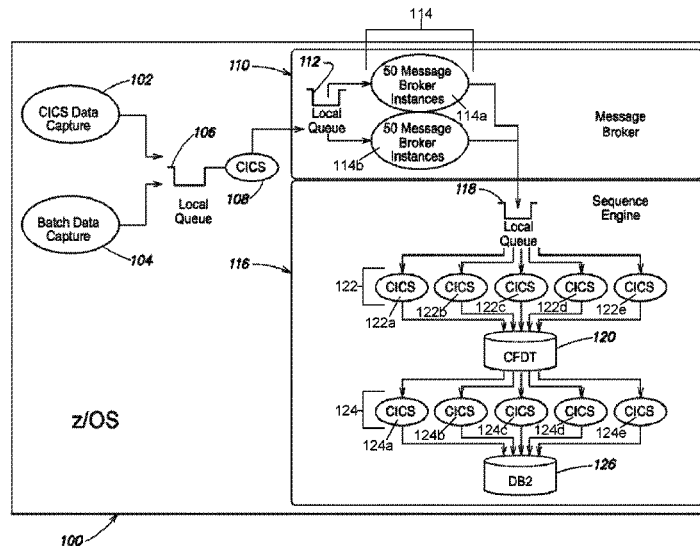 114
110
112
50 Message
Broker
Instances
114a
Local
Queue
50 Message
Broker
Instances
114b
Message
Broker
102
CICS Data
Capture
106
CICS
108
Local
Queue
Batch Data
Capture
104
118
Sequence
Engine
Local
Queue
116
122
CICS
CICS
CICS
CICS
CICS
122a
122b
122c
122d
122e
CFDT
120
z/OS
124
CICS
CICS
CICS
CICS
CICS
124a
124b
124c
124d
124e
DB2
126
100